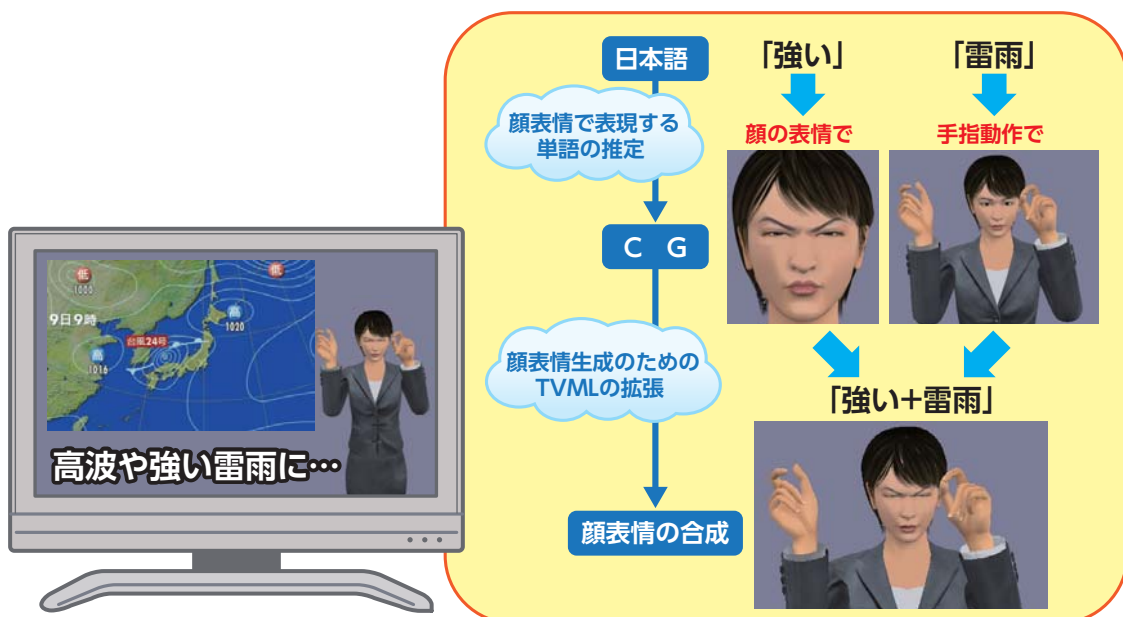 低
1000
低
9日9時
高
1020
台風24号
高
1016
高波や強い雷雨に…
日本語
顔表情で表現する
単語の推定
C G
顔表情生成のための
TVMLの拡張
顔表情の合成
「強い」
「雷雨」
顔の表情で
手指動作で
「強い+雷雨」